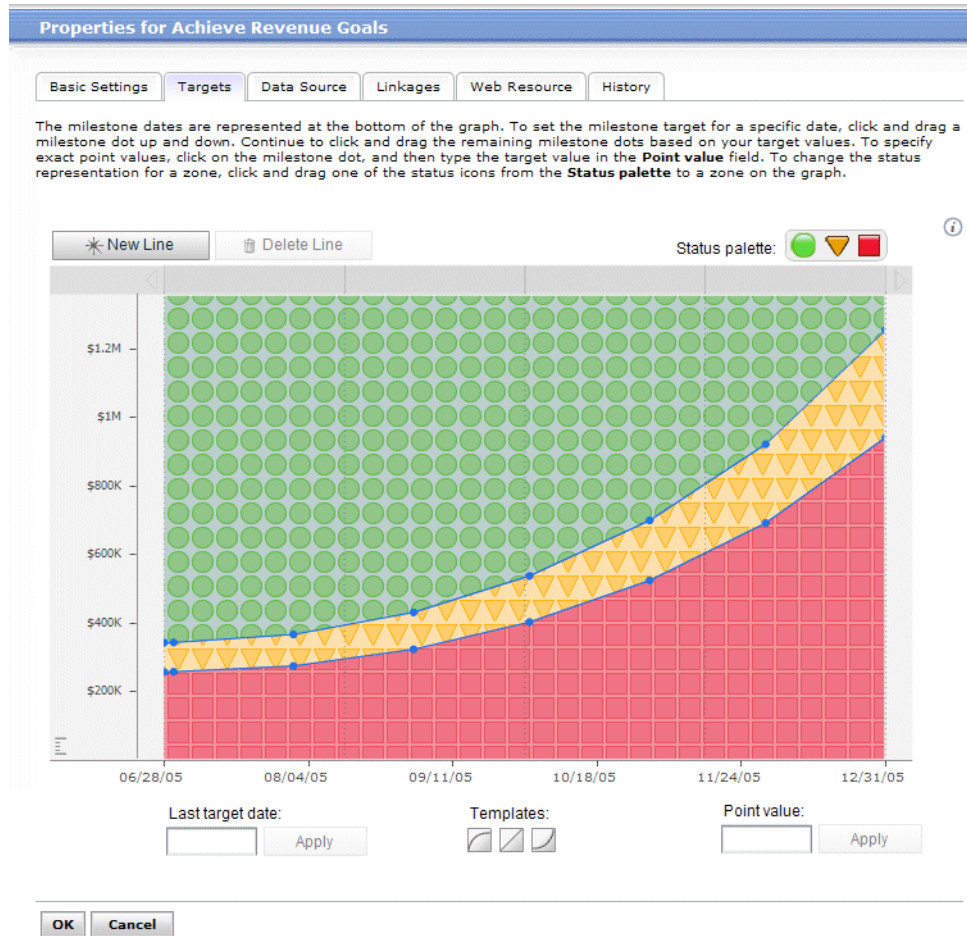 Properties for Achieve Revenue Goals
Basic Settings Targets Data Source Linkages Web Resource History
The milestone dates are represented at the bottom of the graph. To set the milestone target for a specific date, click and drag a
milestone dot up and down. Continue to click and drag the remaining milestone dots based on your target values. To specify
exact point values, click on the milestone dot, and then type the target value in the Point value field. To change the status
representation for a zone, click and drag one of the status icons from the Status palette to a zone on the graph.
New Line Delete Line Status palette:
$1.2M
$1M
$800K
$600K
$400K
$200K
06/28/05 08/04/05 09/11/05 10/18/05 11/24/05 12/31/05
Last target date: Templates: Point value:
Apply Apply
OK Cancel